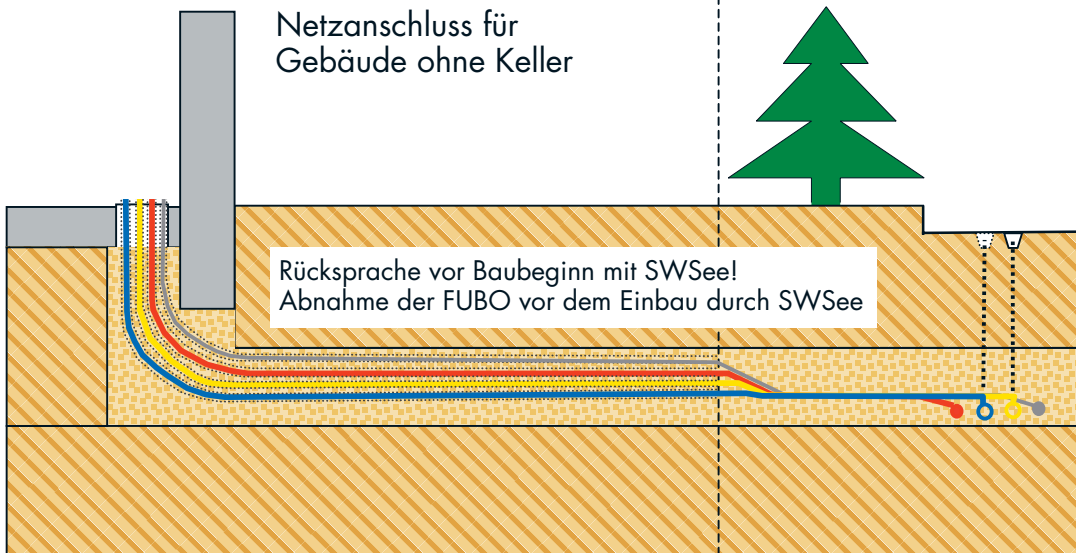 Netzanschluss für
Gebäude ohne Keller
Rücksprache vor Baubeginn mit SWSee!
Abnahme der FUBO vor dem Einbau durch SWSee